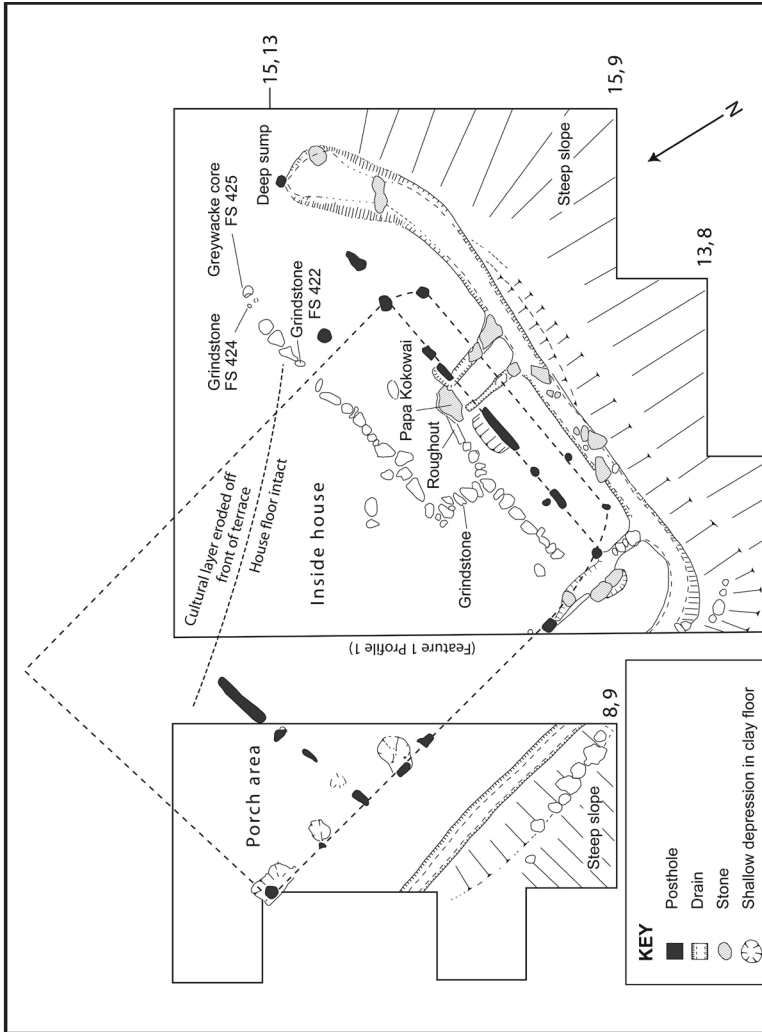 15, 13
15, 9
13, 8
8, 9
N
Deep sump
Steep slope
Greywacke core
FS 425
Grindstone
FS 424
Grindstone
FS 422
Papa Kokowai
Roughout
Grindstone
Cultural layer eroded off
front of terrace
House floor intact
Inside house
(Feature 1 Profile 1)
Porch area
Steep slope
KEY
Posthole
Drain
Stone
Shallow depression in clay floor